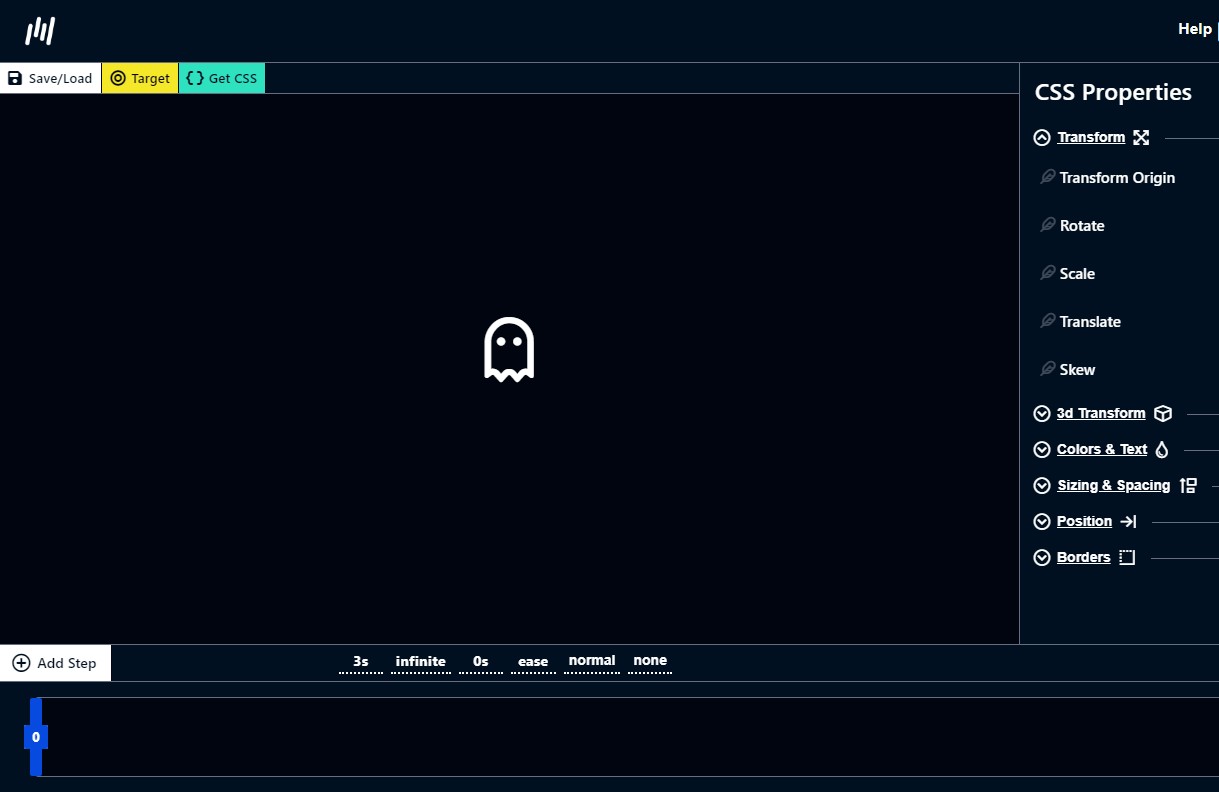 Help
Save/Load Target Get CSS
CSS Properties
Transform
Transform Origin
Rotate
Scale
Translate
Skew
3d Transform
Colors & Text
Sizing & Spacing
Position
Borders
Add Step 3s infinite 0s ease normal none
0